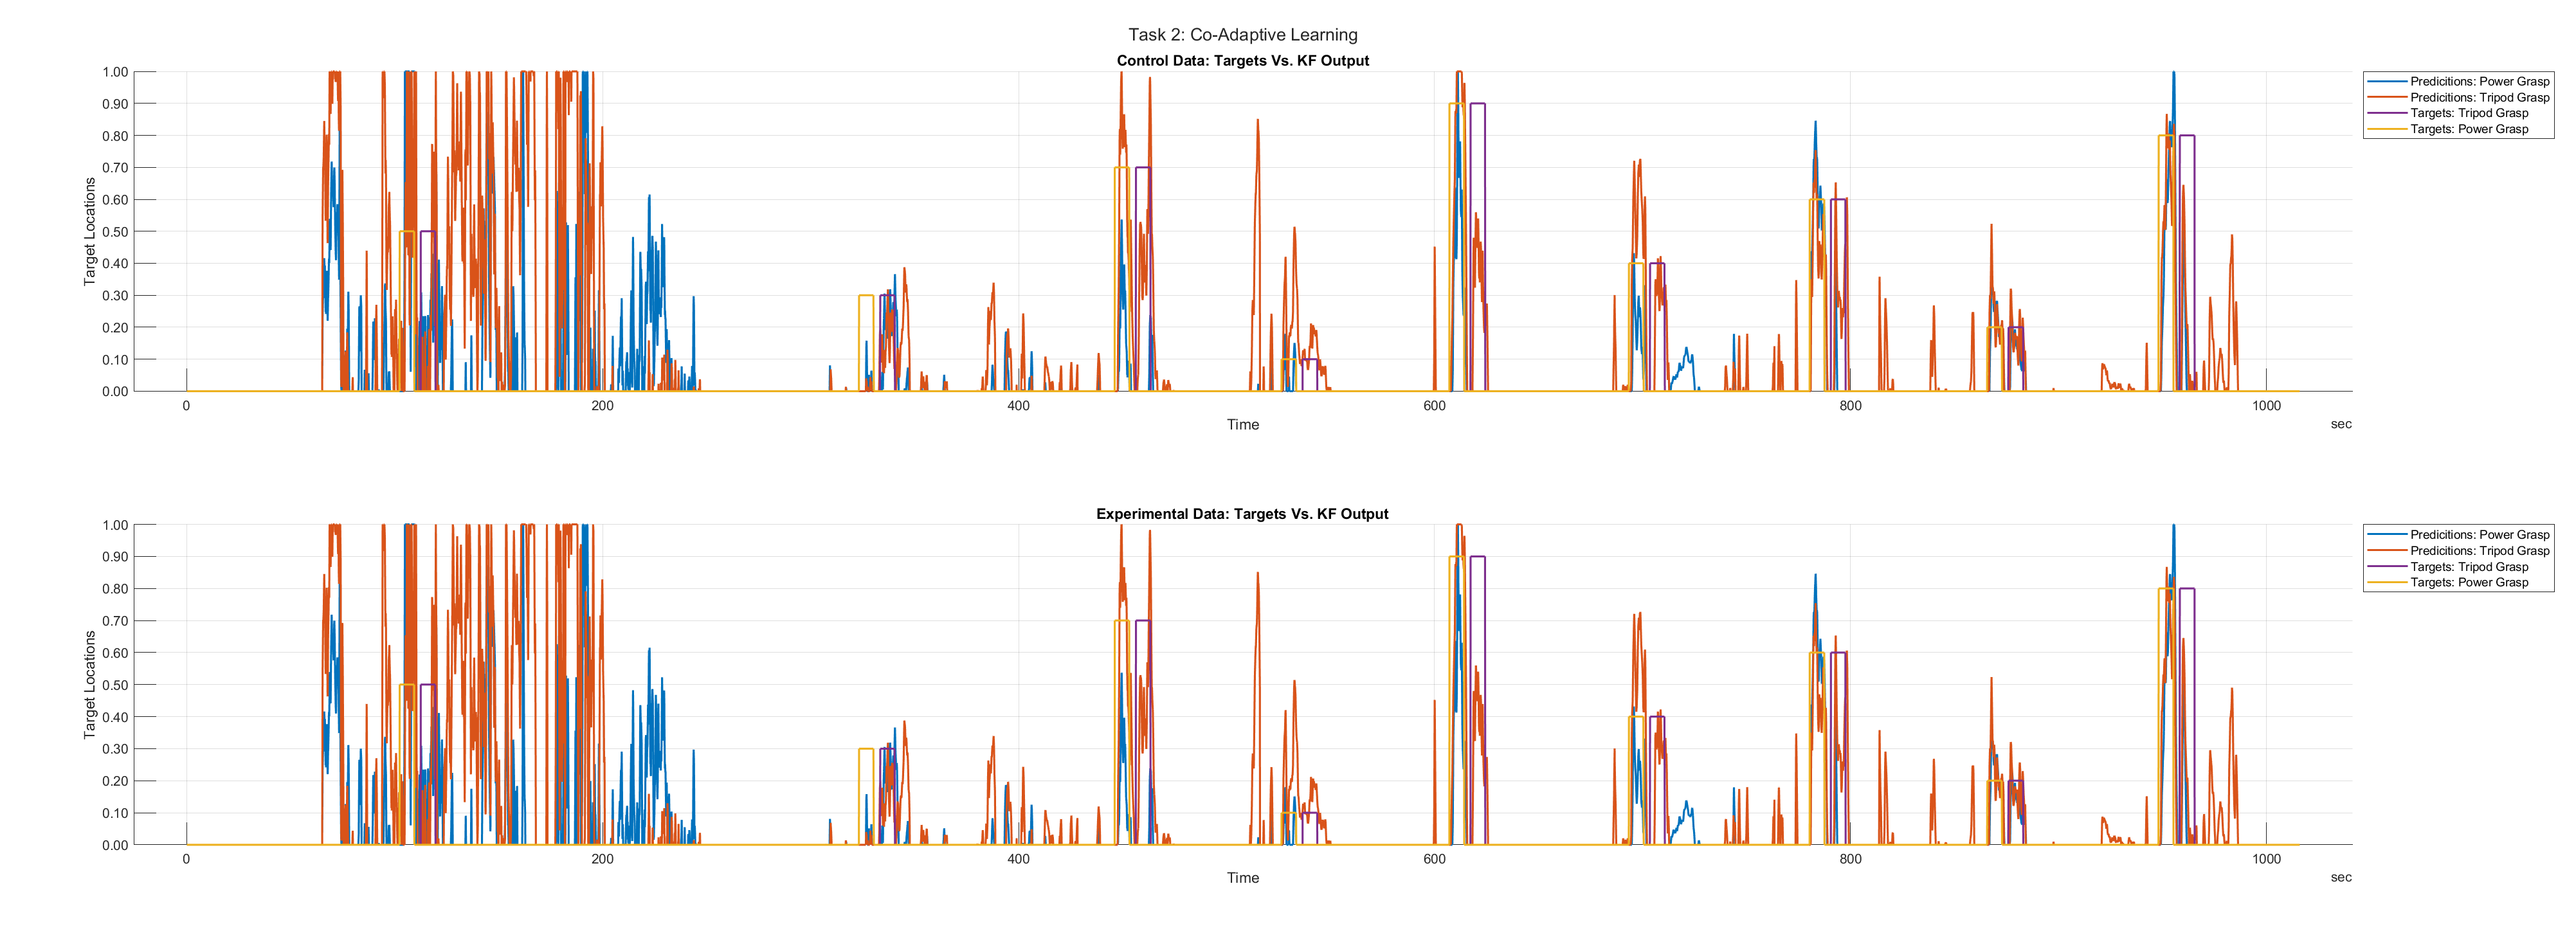 Task 2: Co-Adaptive Learning
Control Data: Targets Vs. KF Output
1.00
0.90
0.80
0.70
0.60
0.50
0.40
0.30
0.20
0.10
0.00
Target Locations
0 200 400 600 800 1000
Time
sec
Predicitions: Power Grasp
Predicitions: Tripod Grasp
Targets: Tripod Grasp
Targets: Power Grasp
Experimental Data: Targets Vs. KF Output
1.00
0.90
0.80
0.70
0.60
0.50
0.40
0.30
0.20
0.10
0.00
Target Locations
0 200 400 600 800 1000
Time
sec
Predicitions: Power Grasp
Predicitions: Tripod Grasp
Targets: Tripod Grasp
Targets: Power Grasp